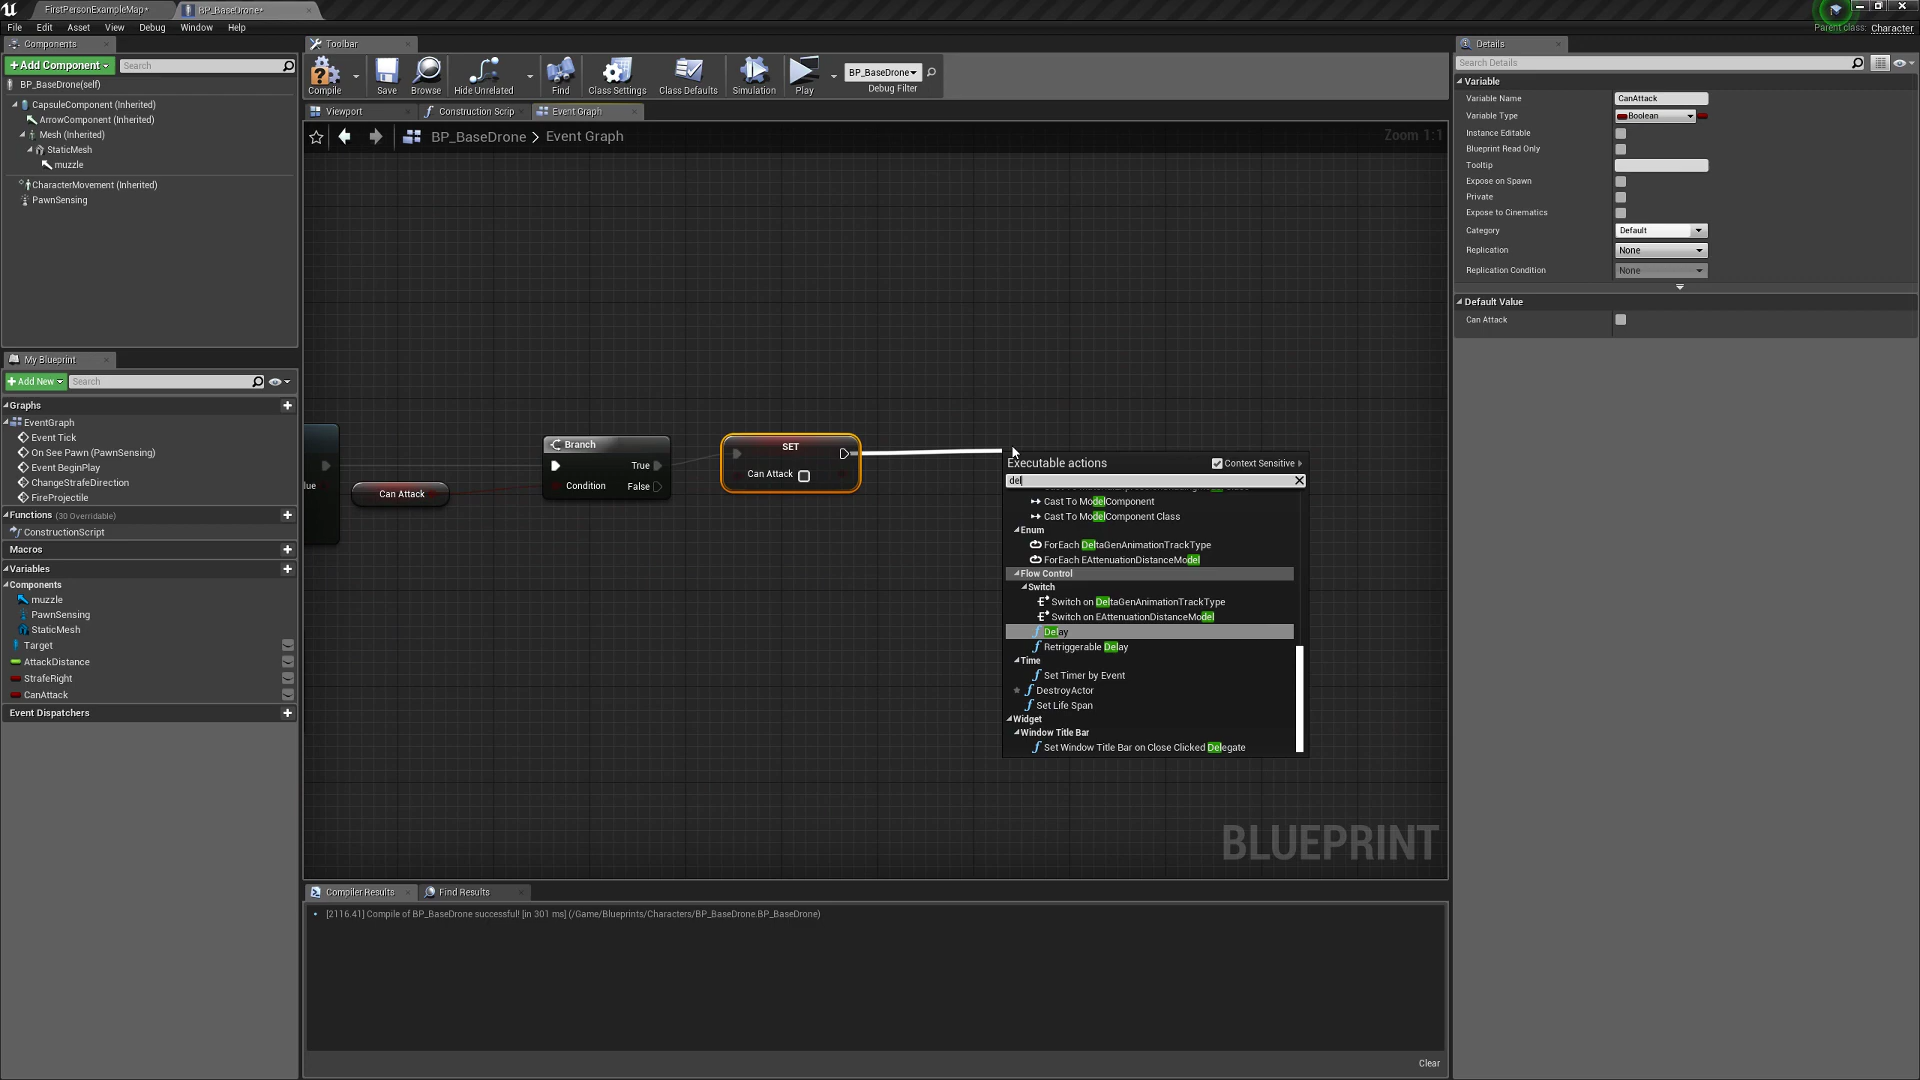 FirstPersonExampleMap*
BP_BaseDrone*
File Edit Asset View Debug Window Help
Parent class: Character
Components
+Add Component
Search
BP_BaseDrone(self)
CapsuleComponent (Inherited)
ArrowComponent (Inherited)
Mesh (Inherited)
StaticMesh
muzzle
CharacterMovement (Inherited)
PawnSensing
My Blueprint
+Add New
Search
Graphs
EventGraph
Event Tick
On See Pawn (PawnSensing)
Event BeginPlay
ChangeStrafeDirection
FireProjectile
Functions (30 Overridable)
ConstructionScript
Macros
Variables
Components
muzzle
PawnSensing
StaticMesh
Target
AttackDistance
StrafeRight
CanAttack
Event Dispatchers
Toolbar
Compile
Save
Browse
Hide Unrelated
Find
Class Settings
Class Defaults
Simulation
Play
BP_BaseDrone
Debug Filter
Viewport
Construction Scrip
Event Graph
BP_BaseDrone > Event Graph
Zoom 1:1
lue
Can Attack
Branch
True
Condition
False
SET
Can Attack
Executable actions
Context Sensitive
del
Cast To ModelComponent
Cast To ModelComponent Class
Enum
ForEach DeltaGenAnimationTrackType
ForEach EAttenuationDistanceModel
Flow Control
Switch
Switch on DeltaGenAnimationTrackType
Switch on EAttenuationDistanceModel
Delay
Retriggerable Delay
Time
Set Timer by Event
DestroyActor
Set Life Span
Widget
Window Title Bar
Set Window Title Bar on Close Clicked Delegate
BLUEPRINT
Compiler Results
Find Results
[2116.41] Compile of BP_BaseDrone successful! [in 301 ms] (/Game/Blueprints/Characters/BP_BaseDrone.BP_BaseDrone)
Clear
Details
Search Details
Variable
Variable Name
CanAttack
Variable Type
Boolean
Instance Editable
Blueprint Read Only
Tooltip
Expose on Spawn
Private
Expose to Cinematics
Category
Default
Replication
None
Replication Condition
None
Default Value
Can Attack